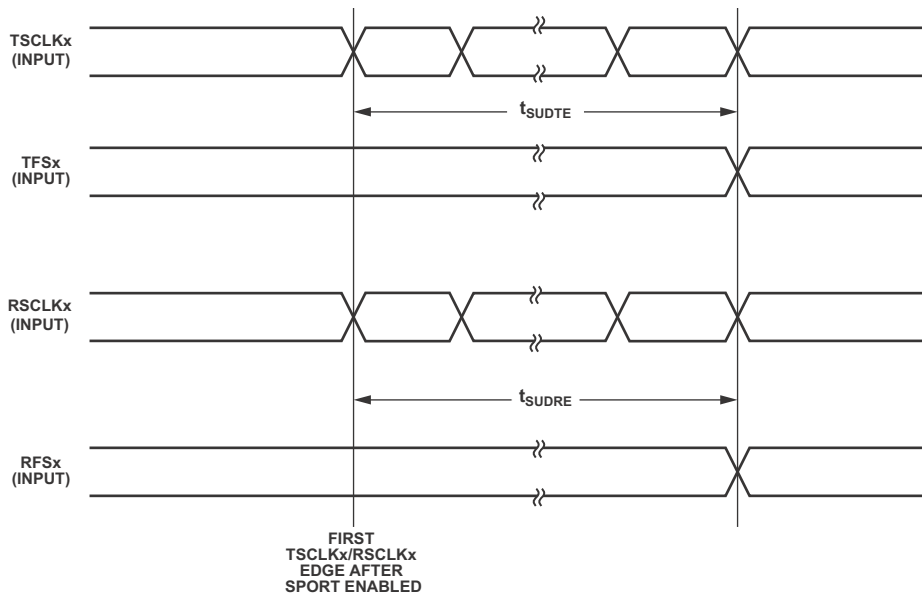 TSCLKx
(INPUT)
tSUDTE
TFSx
(INPUT)
RSCLKx
(INPUT)
tSUDRE
RFSx
(INPUT)
FIRST
TSCLKx/RSCLKx
EDGE AFTER
SPORT ENABLED